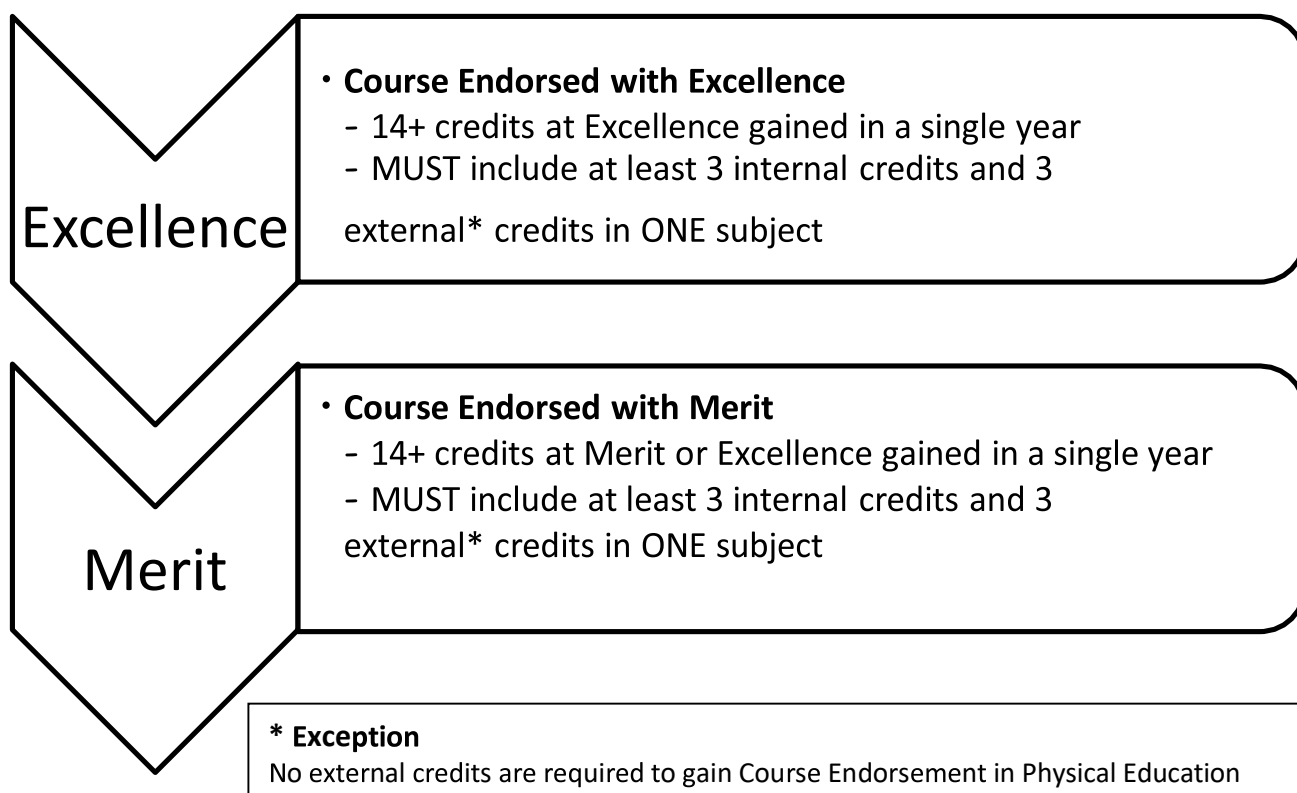 Excellence
· Course Endorsed with Excellence
- 14+ credits at Excellence gained in a single year
- MUST include at least 3 internal credits and 3
external* credits in ONE subject
Merit
· Course Endorsed with Merit
- 14+ credits at Merit or Excellence gained in a single year
- MUST include at least 3 internal credits and 3
external* credits in ONE subject
* Exception
No external credits are required to gain Course Endorsement in Physical Education